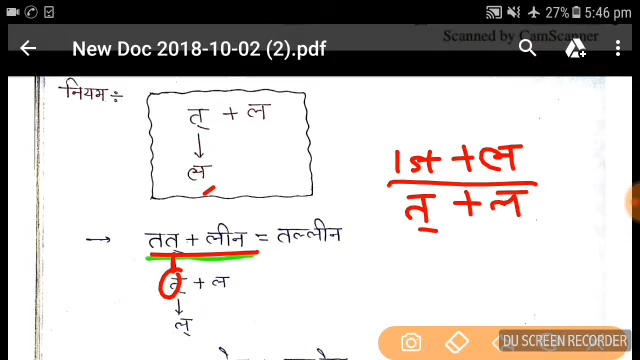 27% 5:46 pm
New Doc 2018-10-02 (2).pdf
Scanned by CamScanner
नियम ÷
त् + ल
↓
ल
1st + ल
त् + ल
→ तत् + लीन = तल्लीन
त् + ल
↓
ल्
DU SCREEN RECORDER